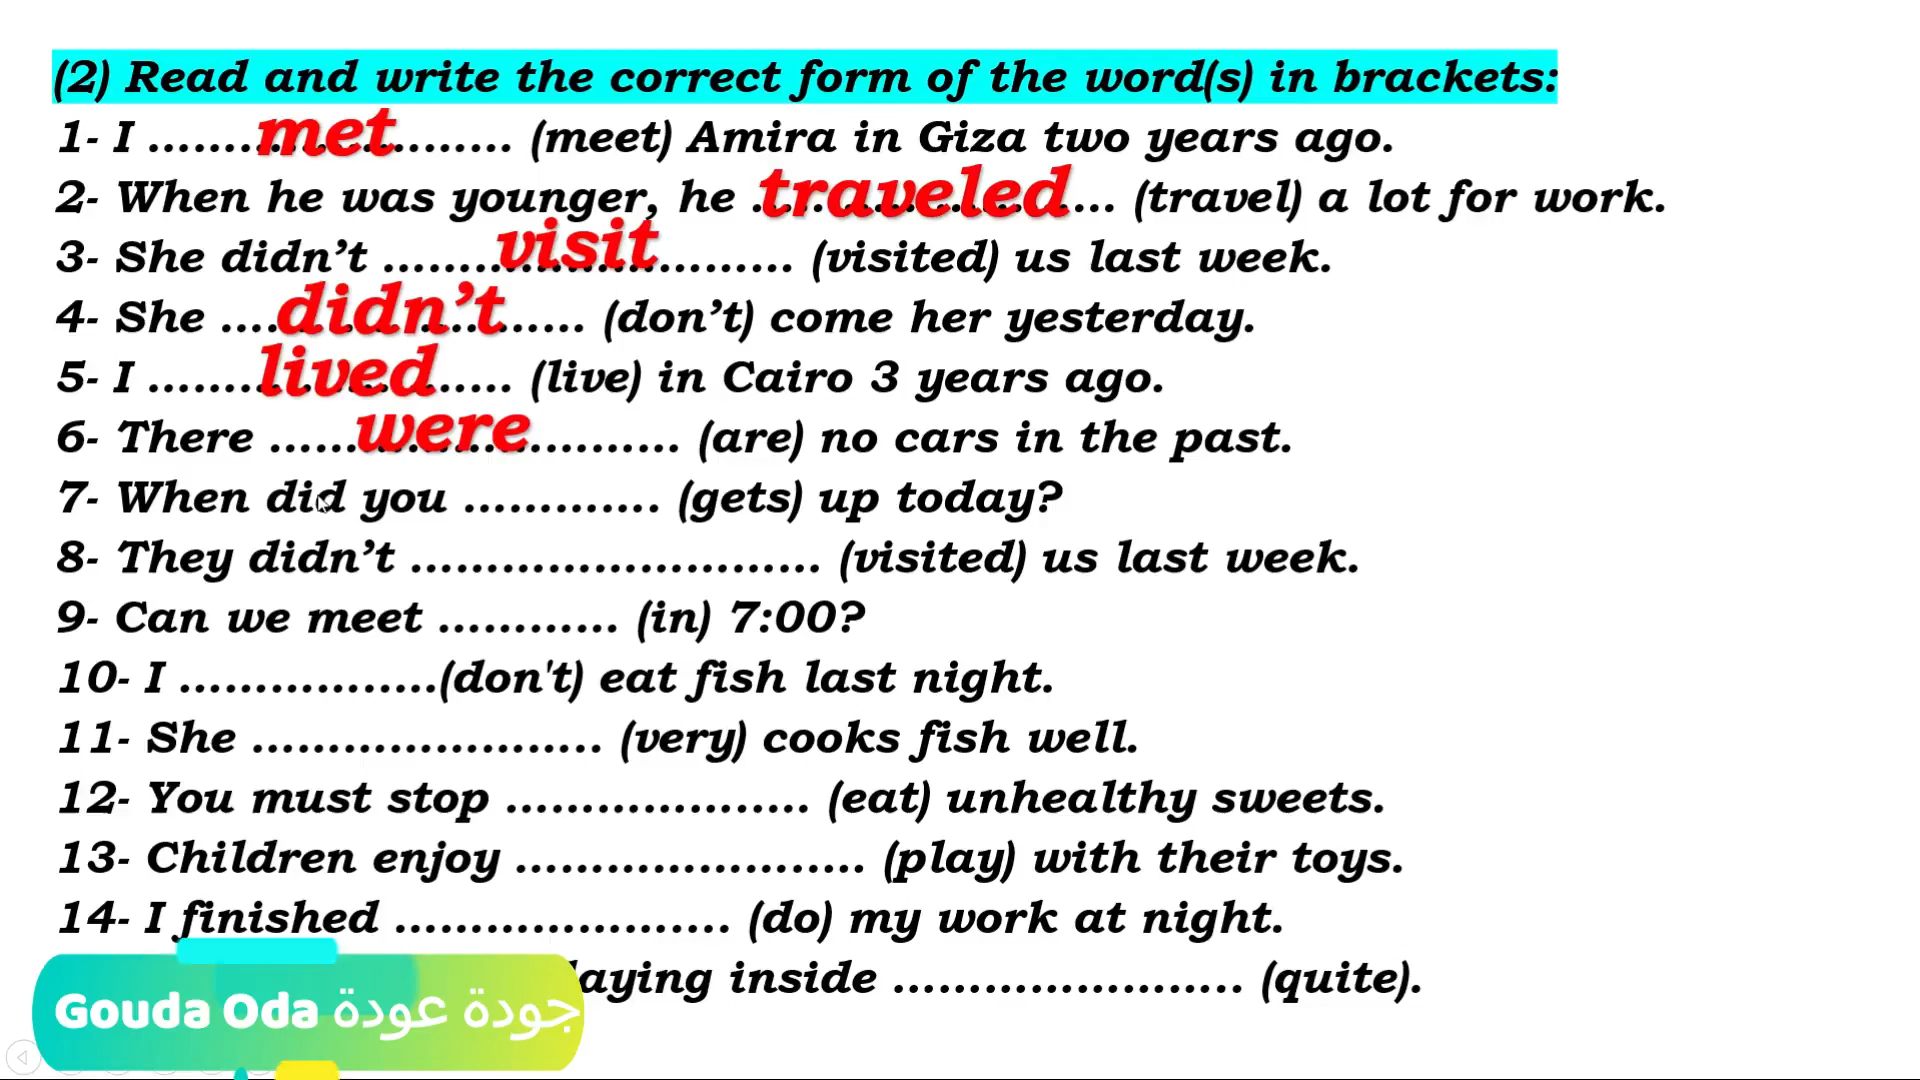 (2) Read and write the correct form of the word(s) in brackets:
1- I ……met…… (meet) Amira in Giza two years ago.
2- When he was younger, he ……traveled…… (travel) a lot for work.
3- She didn’t ……visit…… (visited) us last week.
4- She ……didn’t…… (don’t) come her yesterday.
5- I ……lived…… (live) in Cairo 3 years ago.
6- There ……were…… (are) no cars in the past.
7- When did you …………. (gets) up today?
8- They didn’t ……………………… (visited) us last week.
9- Can we meet ………… (in) 7:00?
10- I ……………..(don't) eat fish last night.
11- She ………………….. (very) cooks fish well.
12- You must stop ……………….. (eat) unhealthy sweets.
13- Children enjoy ………………….. (play) with their toys.
14- I finished …………………. (do) my work at night.
laying inside ………………….. (quite).
Gouda Oda جودة عودة